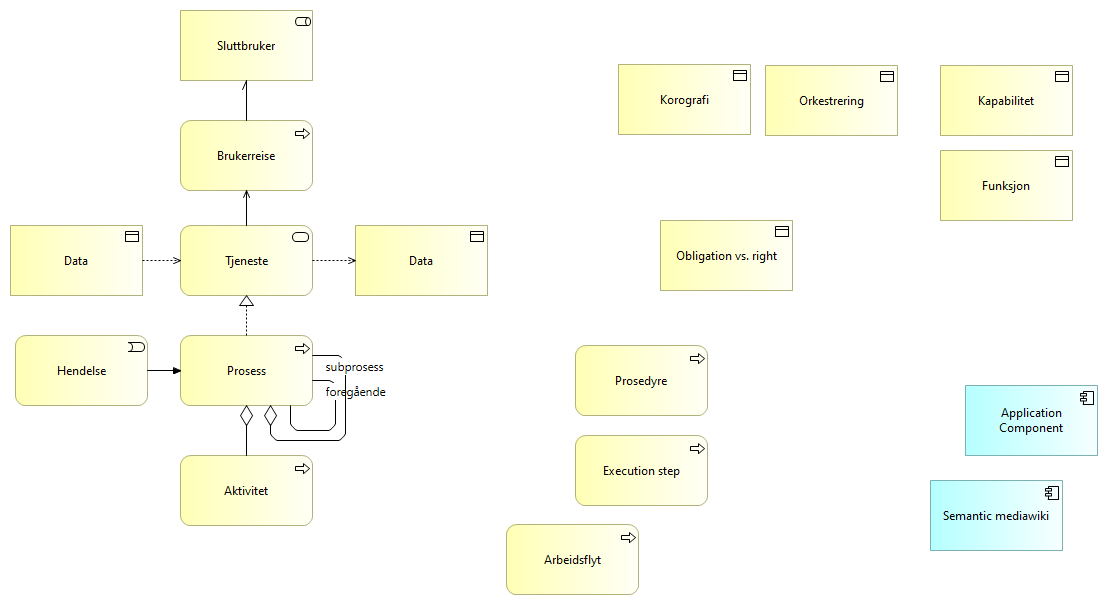 Sluttbruker
Korografi
Orkestrering
Kapabilitet
Brukerreise
Funksjon
Data
Tjeneste
Data
Obligation vs. right
Hendelse
Prosess
subprosess
foregående
Prosedyre
Application
Component
Execution step
Aktivitet
Semantic mediawiki
Arbeidsflyt